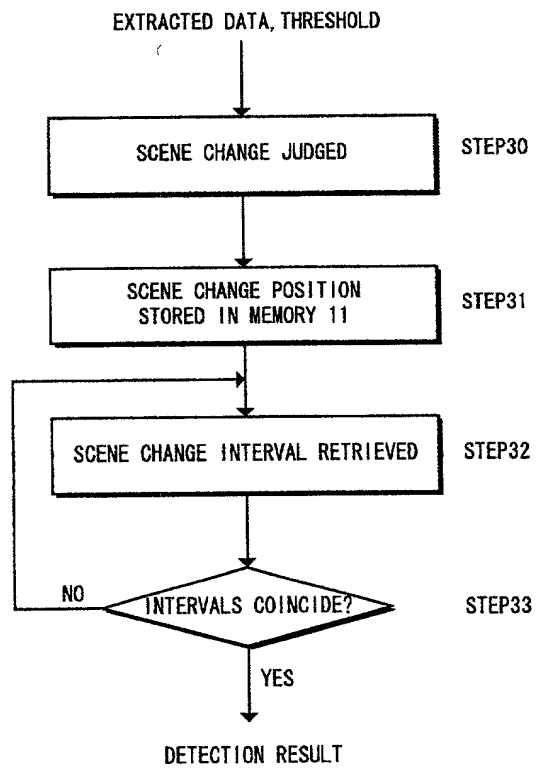 EXTRACTED DATA, THRESHOLD
SCENE CHANGE JUDGED
STEP30
SCENE CHANGE POSITION
STORED IN MEMORY 11
STEP31
SCENE CHANGE INTERVAL RETRIEVED
STEP32
NO
INTERVALS COINCIDE?
STEP33
YES
DETECTION RESULT